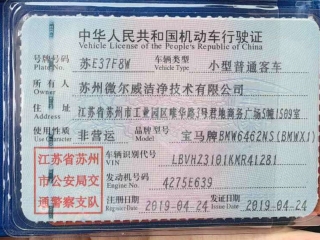 中华人民共和国机动车行驶证
Vehicle License of the People's Republic of China
号牌号码 苏E37F8W 车辆类型 小型普通客车
Plate No. Vehicle Type
所有人 苏州微尔威洁净技术有限公司
Owner
住址 江苏省苏州市工业园区唯华路3号君地商务广场5幢1509室
Address
使用性质 非营运 品牌型号 宝马牌BMW6462NS(BMWX1)
Use Character Model
江苏省苏州
市公安局交
刑警察支队
车辆识别代号 LBVHZ3101KMR41281
VIN
发动机号码 4275E639
Engine No.
注册日期 2019-04-24 发证日期 2019-04-24
Register Date Issue Date